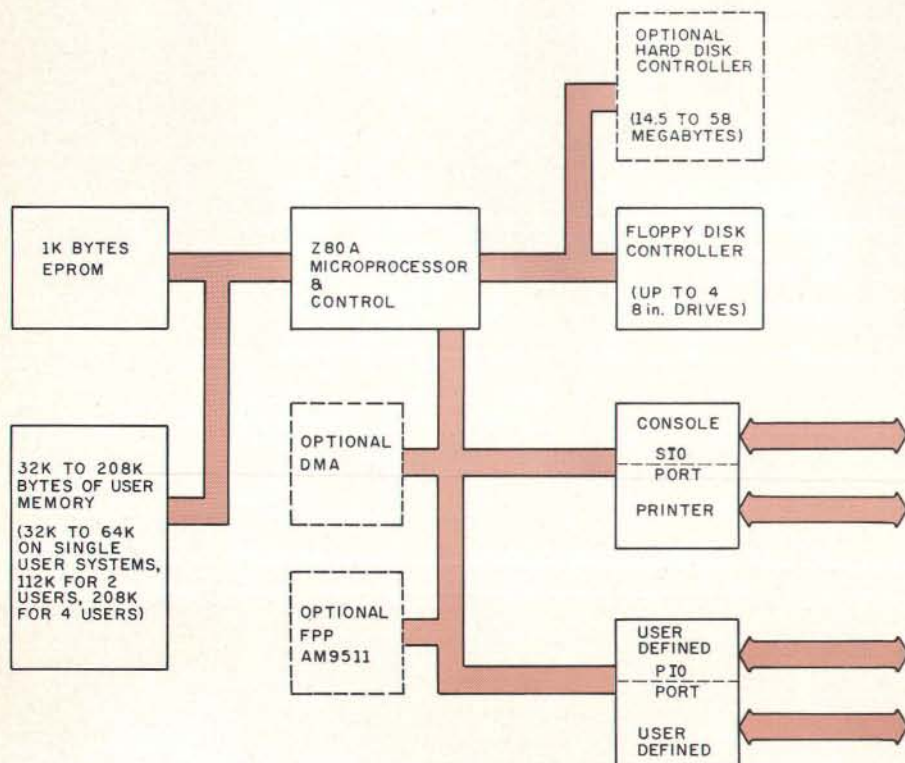 OPTIONAL
HARD DISK
CONTROLLER
(14.5 TO 58
MEGABYTES)
1K BYTES
EPROM
Z80A
MICROPROCESSOR
&
CONTROL
FLOPPY DISK
CONTROLLER
(UP TO 4
8 in. DRIVES)
32K TO 208K
BYTES OF USER
MEMORY
(32K TO 64K
ON SINGLE
USER SYSTEMS,
112K FOR 2
USERS, 208K
FOR 4 USERS)
OPTIONAL
DMA
CONSOLE
SIO
PORT
PRINTER
OPTIONAL
FPP
AM9511
USER
DEFINED
PIO
PORT
USER
DEFINED